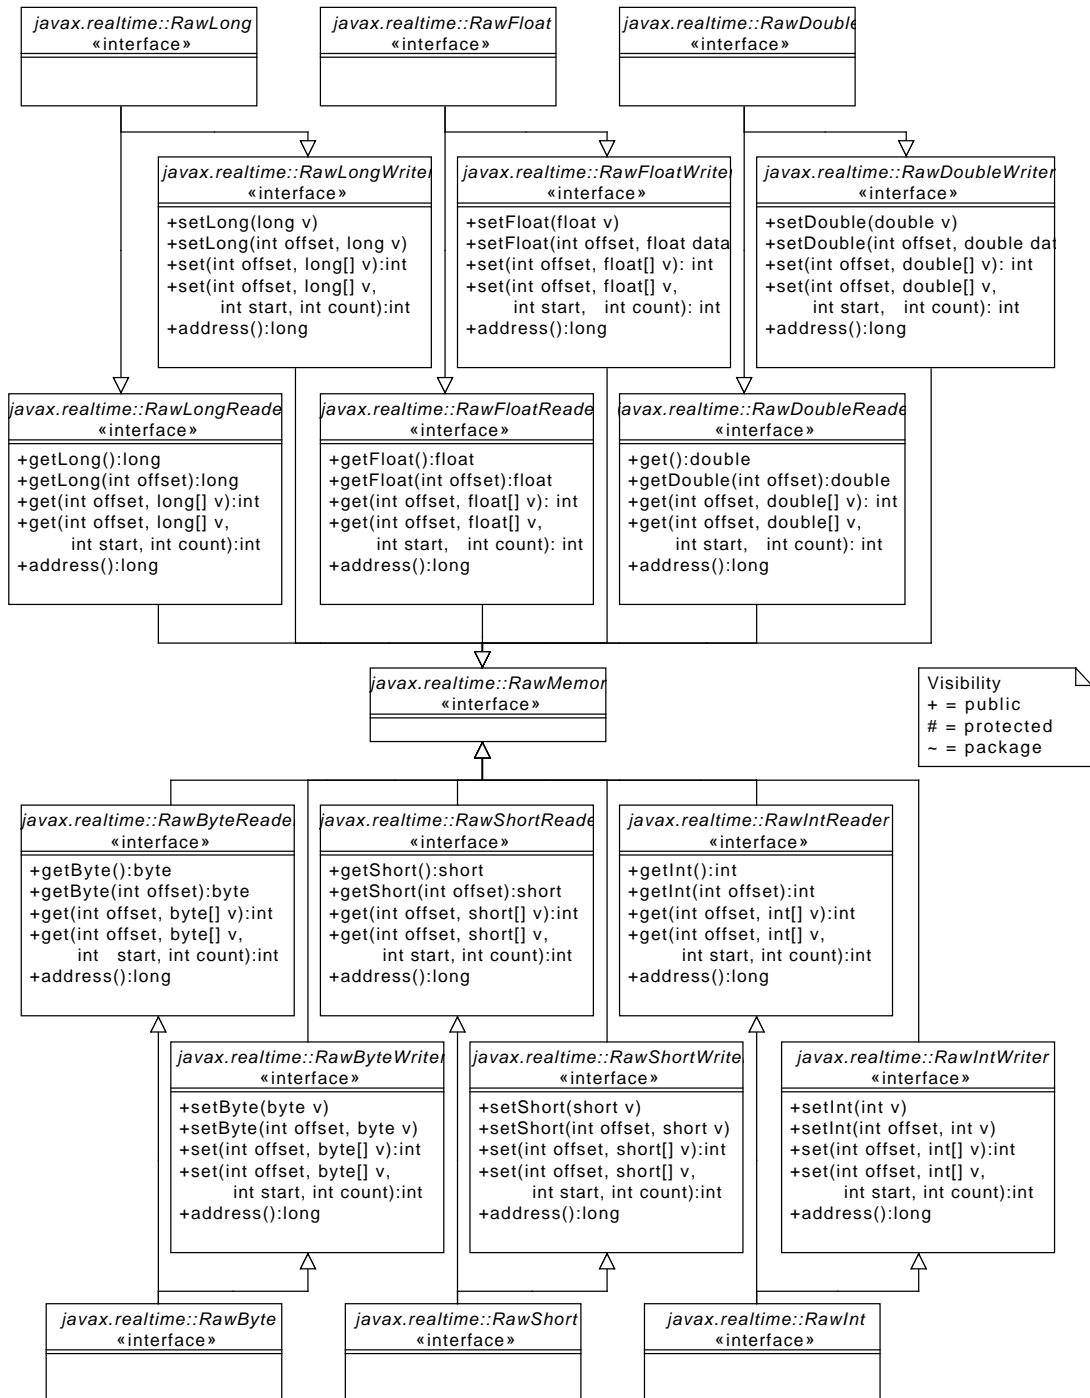 javax.realtime::RawLong
«interface»
javax.realtime::RawFloat
«interface»
javax.realtime::RawDouble
«interface»
javax.realtime::RawLongWriter
«interface»
+setLong(long v)
+setLong(int offset, long v)
+set(int offset, long[] v):int
+set(int offset, long[] v,
int start, int count):int
+address():long
javax.realtime::RawFloatWriter
«interface»
+setFloat(float v)
+setFloat(int offset, float data
+set(int offset, float[] v): int
+set(int offset, float[] v,
int start, int count): int
+address():long
javax.realtime::RawDoubleWriter
«interface»
+setDouble(double v)
+setDouble(int offset, double dat
+set(int offset, double[] v): int
+set(int offset, double[] v,
int start, int count): int
+address():long
javax.realtime::RawLongReade
«interface»
+getLong():long
+getLong(int offset):long
+get(int offset, long[] v):int
+get(int offset, long[] v,
int start, int count):int
+address():long
javax.realtime::RawFloatReade
«interface»
+getFloat():float
+getFloat(int offset):float
+get(int offset, float[] v): int
+get(int offset, float[] v,
int start, int count): int
+address():long
javax.realtime::RawDoubleReade
«interface»
+get():double
+getDouble(int offset):double
+get(int offset, double[] v): int
+get(int offset, double[] v,
int start, int count): int
+address():long
javax.realtime::RawMemor
«interface»
Visibility
+ = public
# = protected
~ = package
javax.realtime::RawByteReader
«interface»
+getByte():byte
+getByte(int offset):byte
+get(int offset, byte[] v):int
+get(int offset, byte[] v,
int start, int count):int
+address():long
javax.realtime::RawShortReade
«interface»
+getShort():short
+getShort(int offset):short
+get(int offset, short[] v):int
+get(int offset, short[] v,
int start, int count):int
+address():long
javax.realtime::RawIntReader
«interface»
+getInt():int
+getInt(int offset):int
+get(int offset, int[] v):int
+get(int offset, int[] v,
int start, int count):int
+address():long
javax.realtime::RawByteWriter
«interface»
+setByte(byte v)
+setByte(int offset, byte v)
+set(int offset, byte[] v):int
+set(int offset, byte[] v,
int start, int count):int
+address():long
javax.realtime::RawShortWrite
«interface»
+setShort(short v)
+setShort(int offset, short v)
+set(int offset, short[] v):int
+set(int offset, short[] v,
int start, int count):int
+address():long
javax.realtime::RawIntWriter
«interface»
+setInt(int v)
+setInt(int offset, int v)
+set(int offset, int[] v):int
+set(int offset, int[] v,
int start, int count):int
+address():long
javax.realtime::RawByte
«interface»
javax.realtime::RawShort
«interface»
javax.realtime::RawInt
«interface»